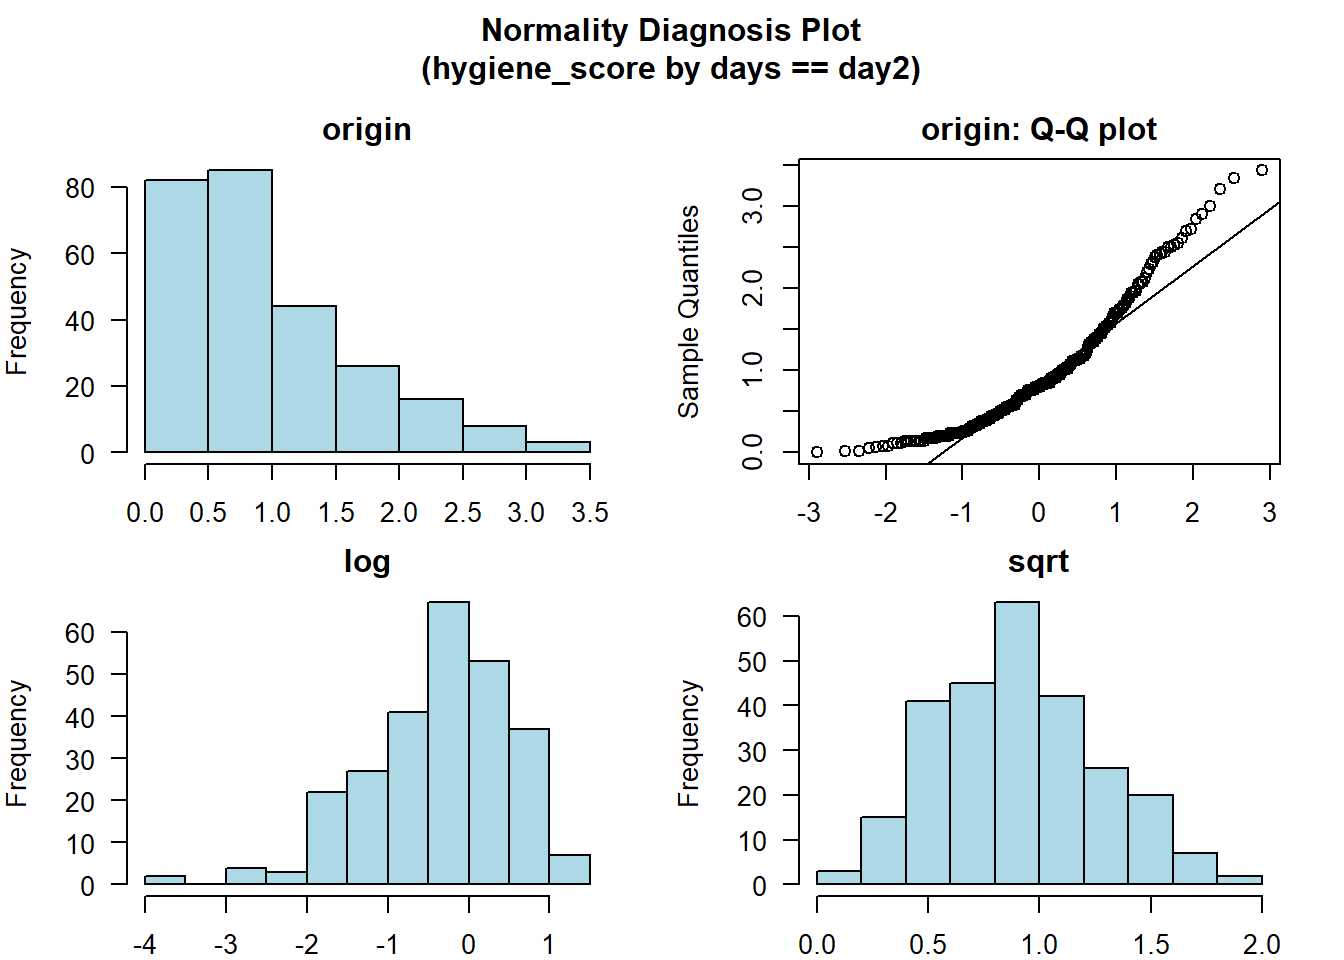 Normality Diagnosis Plot
(hygiene_score by days == day2)
origin
Frequency
80
60
40
20
0
0.0 0.5 1.0 1.5 2.0 2.5 3.0 3.5
origin: Q-Q plot
Sample Quantiles
3.0
2.0
1.0
0.0
-3 -2 -1 0 1 2 3
log
Frequency
60
50
40
30
20
10
0
-4 -3 -2 -1 0 1
sqrt
Frequency
60
50
40
30
20
10
0
0.0 0.5 1.0 1.5 2.0